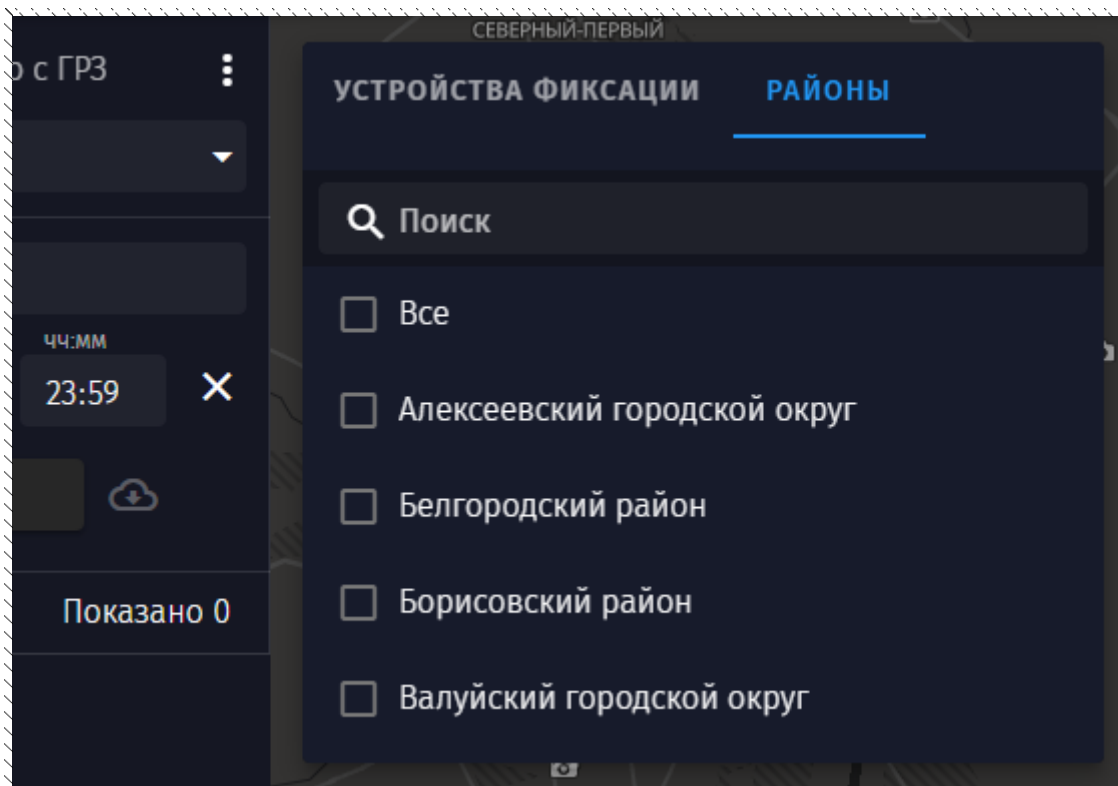 СЕВЕРНЫЙ-ПЕРВЫЙ
с ГРЗ
УСТРОЙСТВА ФИКСАЦИИ
РАЙОНЫ
Поиск
Все
чч:мм
23:59
Алексеевский городской округ
Белгородский район
Борисовский район
Показано 0
Валуйский городской округ